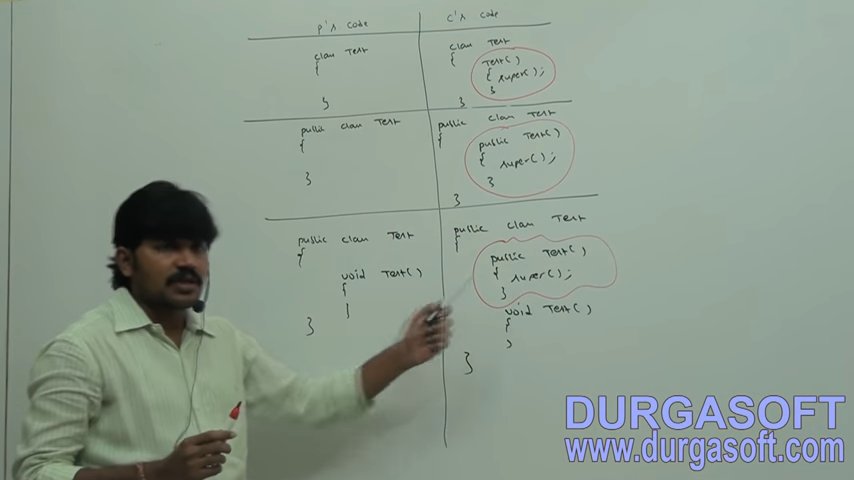 P's code
C's code
class Test
{
}
class Test
{
Test()
{ super();
}
}
public class Test
{
}
public class Test
{
public Test()
{ super();
}
}
public class Test
{
void Test()
{
}
}
public class Test
{
public Test()
{ super();
}
void Test()
{
}
}
DURGASOFT
www.durgasoft.com